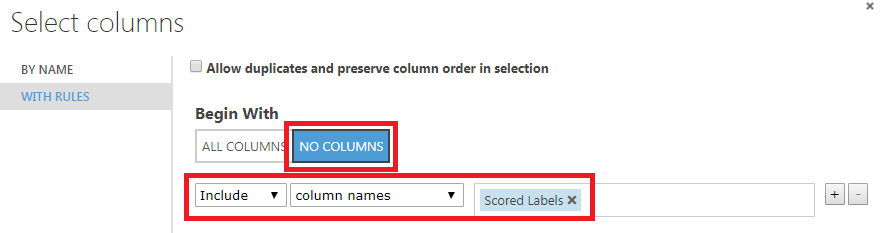 Select columns
BY NAME
WITH RULES
Allow duplicates and preserve column order in selection
Begin With
ALL COLUMNS NO COLUMNS
Include column names Scored Labels